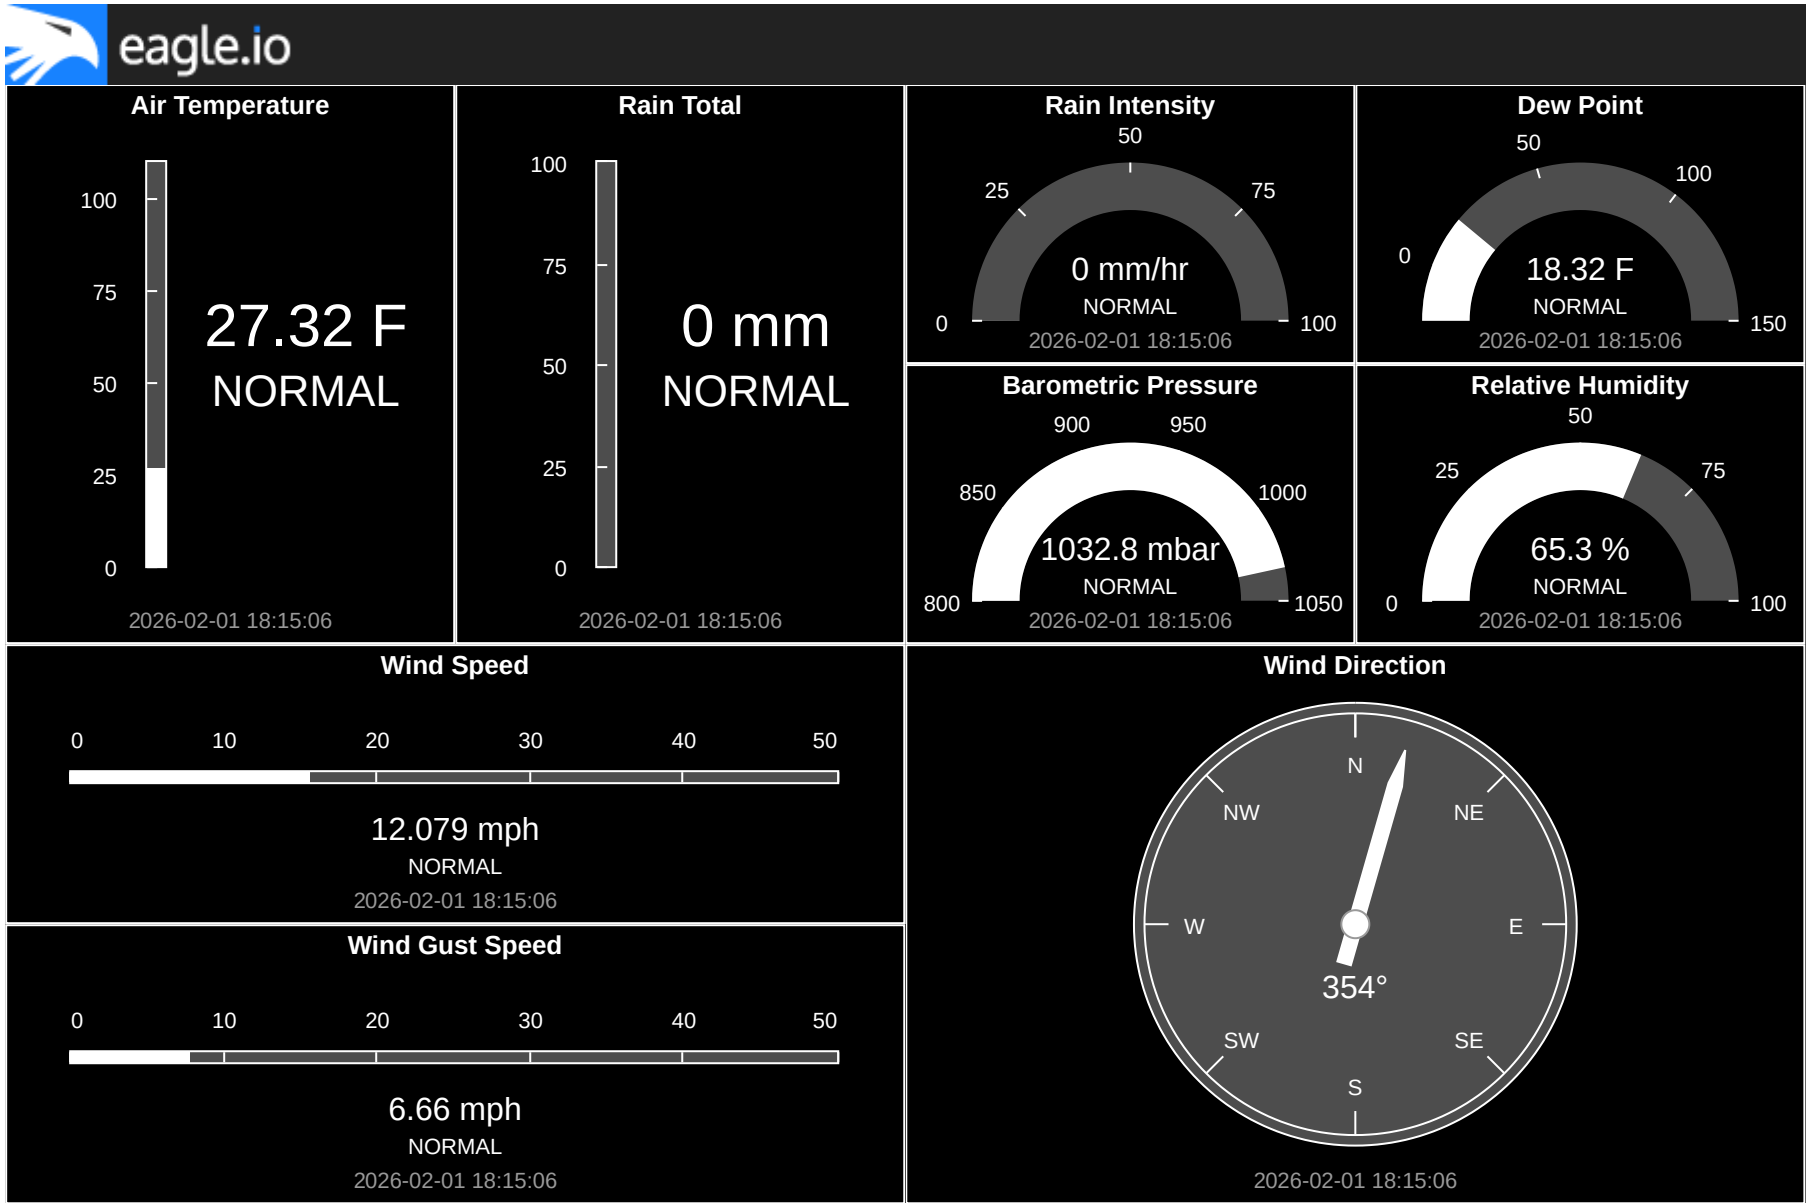 eagle.io
Air Temperature
100
75
50
25
0
27.32 F
NORMAL
2026-02-01 18:15:06
Rain Total
100
75
50
25
0
0 mm
NORMAL
2026-02-01 18:15:06
Rain Intensity
50
25
75
0
100
0 mm/hr
NORMAL
2026-02-01 18:15:06
Dew Point
50
100
0
150
18.32 F
NORMAL
2026-02-01 18:15:06
Barometric Pressure
900
950
850
1000
800
1050
1032.8 mbar
NORMAL
2026-02-01 18:15:06
Relative Humidity
50
25
75
0
100
65.3 %
NORMAL
2026-02-01 18:15:06
Wind Speed
0 10 20 30 40 50
12.079 mph
NORMAL
2026-02-01 18:15:06
Wind Gust Speed
0 10 20 30 40 50
6.66 mph
NORMAL
2026-02-01 18:15:06
Wind Direction
N
NW
NE
W
E
354°
SW
SE
S
2026-02-01 18:15:06